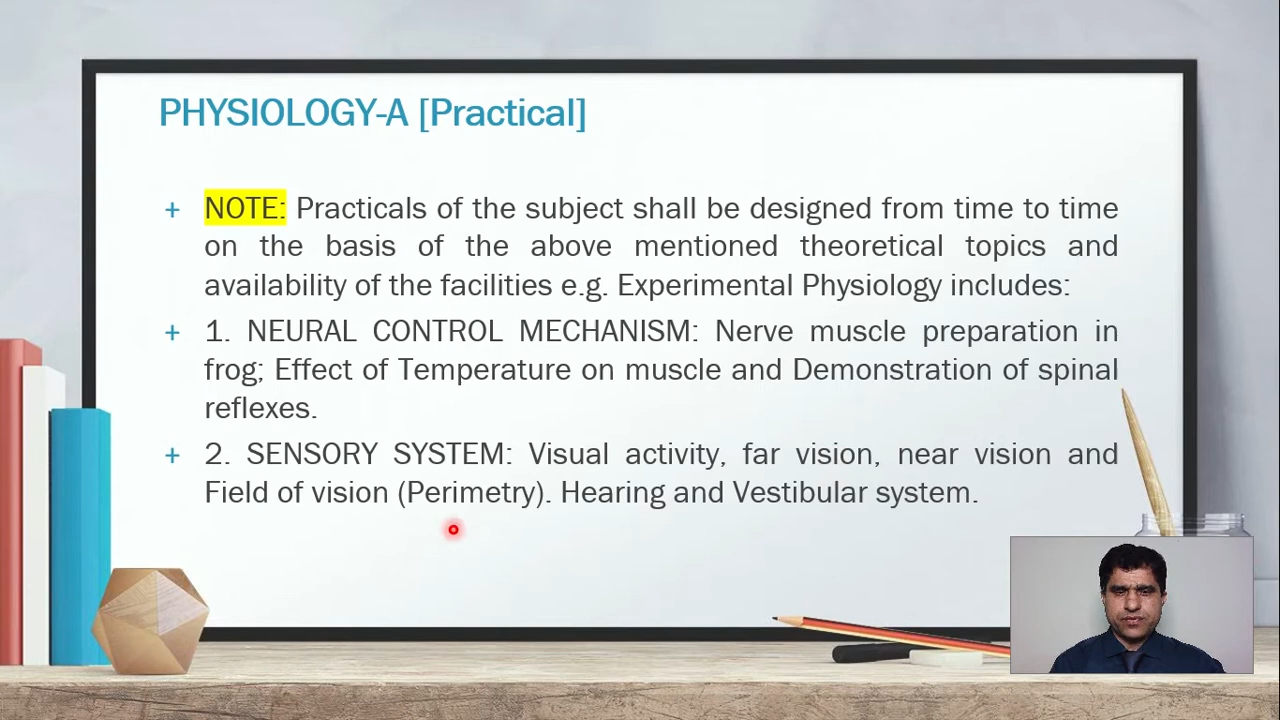 PHYSIOLOGY-A [Practical]
+ NOTE: Practicals of the subject shall be designed from time to time
on the basis of the above mentioned theoretical topics and
availability of the facilities e.g. Experimental Physiology includes:
+ 1. NEURAL CONTROL MECHANISM: Nerve muscle preparation in
frog; Effect of Temperature on muscle and Demonstration of spinal
reflexes.
+ 2. SENSORY SYSTEM: Visual activity, far vision, near vision and
Field of vision (Perimetry). Hearing and Vestibular system.